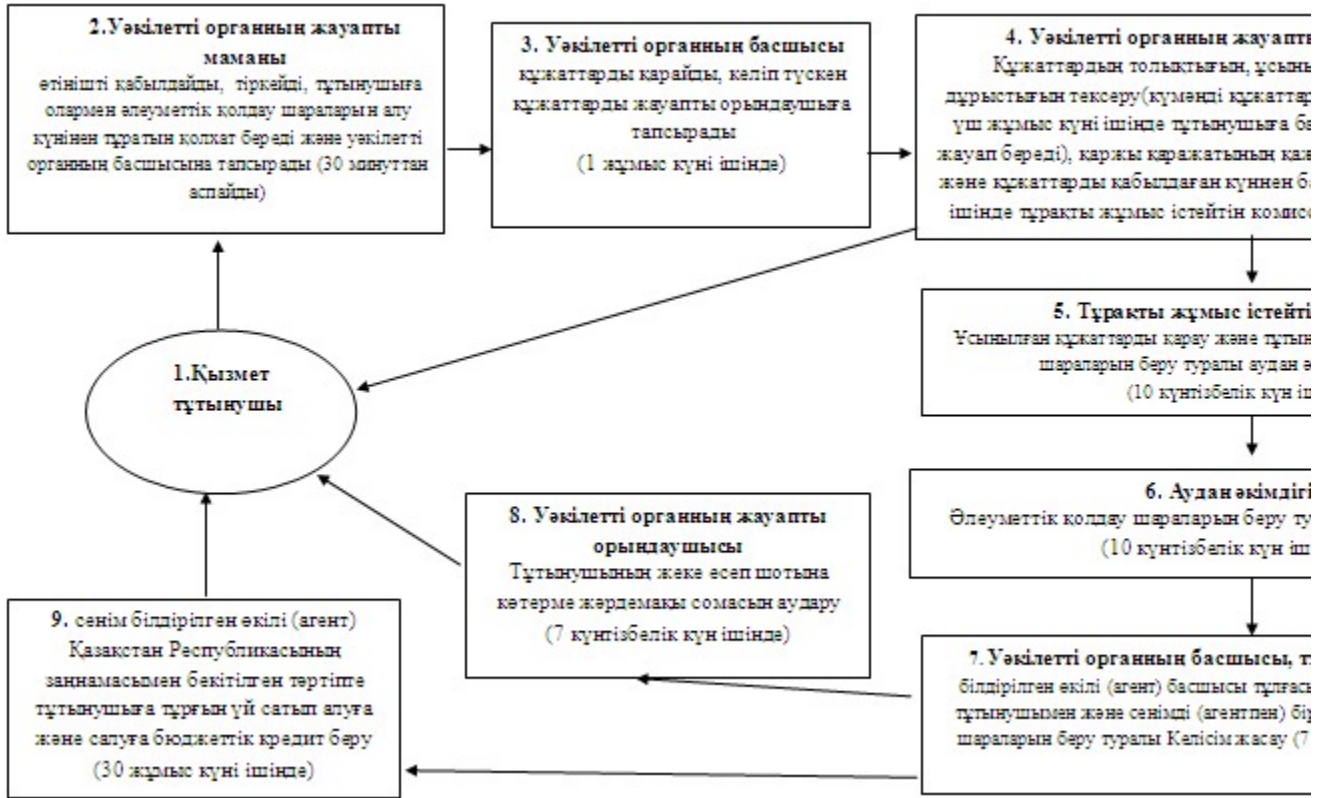 2.Уәкілетті органның жауапты
маманы
өтінішті қабылдайды, тіркейді, тұтынушыға
олармен әлеуметтік қолдау шараларын алу
күнінен тұратын қолхат береді және уәкілетті
органның басшысына тапсырады (30 минуттан
аспайды)
3. Уәкілетті органның басшысы
құжаттарды қарайды, келіп түскен
құжаттарды жауапты орындаушыға
тапсырады
(1 жұмыс күні ішінде)
4. Уәкілетті органның жауапты
Құжаттардың толықтығын, ұсыны
дұрыстығын тексеру(күмәнді құжаттар
үш жұмыс күні ішінде тұтынушыға ба
жауап береді), қаржы қаражатының қаж
және құжаттарды қабылдаған күннен ба
ішінде тұрақты жұмыс істейтін комисс
5. Тұрақты жұмыс істейті
Ұсынылған құжаттарды қарау және тұтын
шараларын беру туралы аудан ә
(10 күнтізбелік күн іш
6. Аудан әкімдігі
Әлеуметтік қолдау шараларын беру ту
(10 күнтізбелік күн іш
7. Уәкілетті органның басшысы, т
білдірілген өкілі (агент) басшысы тұлғасы
тұтынушымен және сенімді (агентпен) бір
шараларын беру туралы Келісім жасау (7
1.Қызмет
тұтынушы
8. Уәкілетті органның жауапты
орындаушысы
Тұтынушының жеке есеп шотына
көтерме жәрдемақы сомасын аудару
(7 күнтізбелік күн ішінде)
9. сенім білдірілген өкілі (агент)
Қазақстан Республикасының
заңнамасымен бекітілген тәртіпте
тұтынушыға тұрғын үй сатып алуға
және салуға бюджеттік кредит беру
(30 жұмыс күні ішінде)